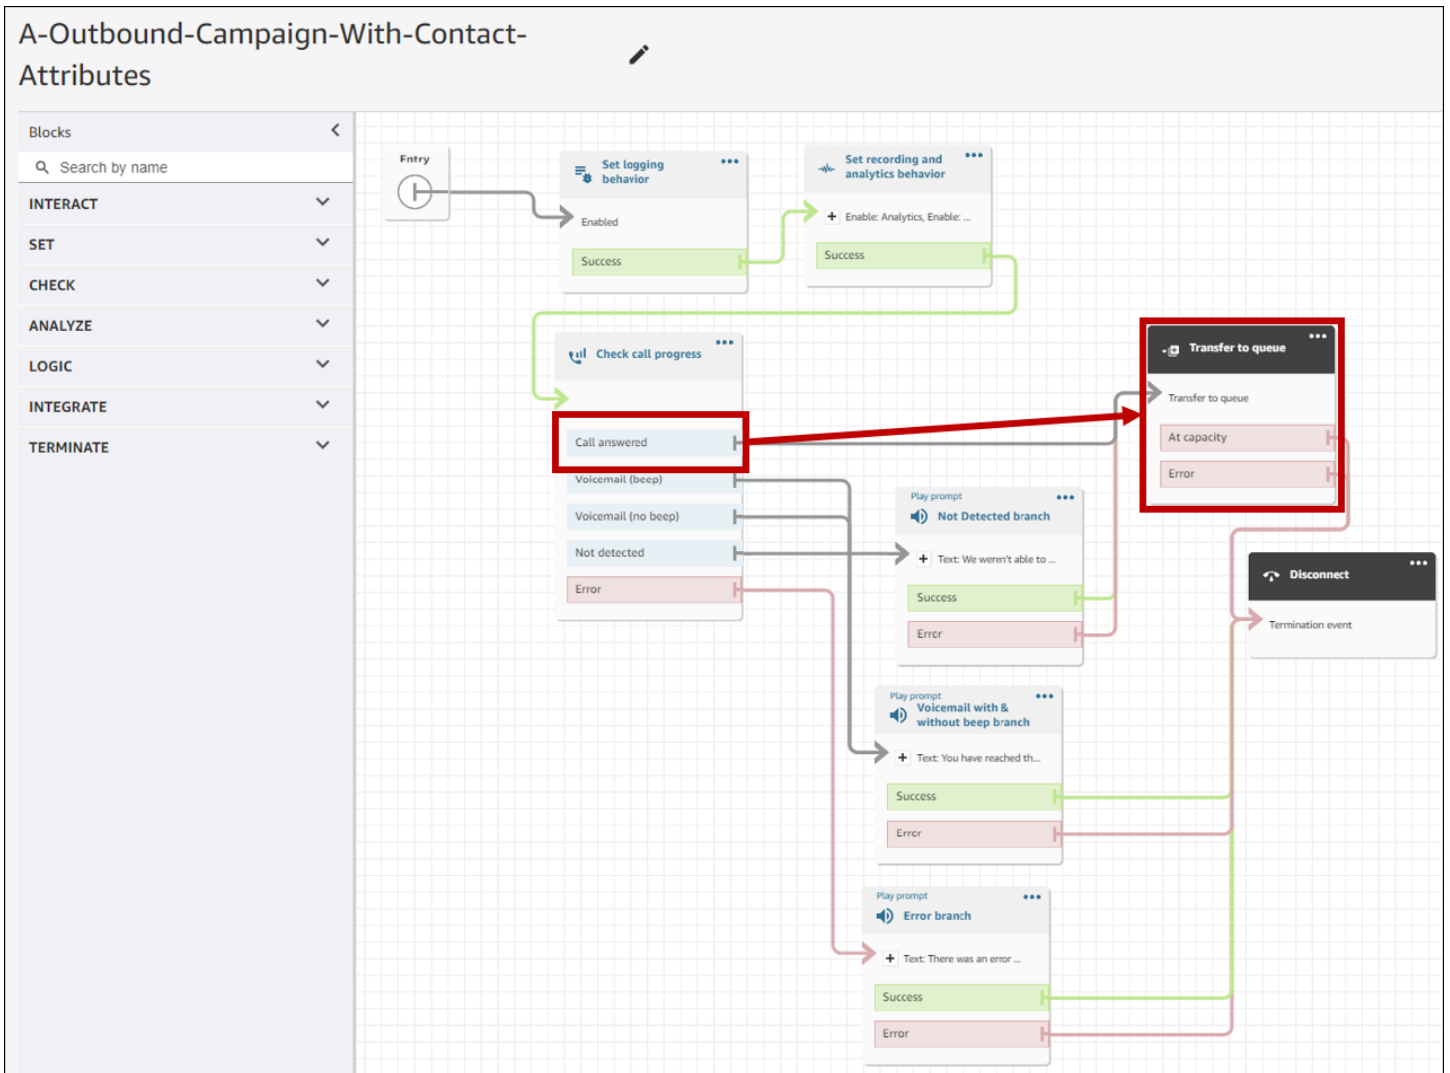 A-Outbound-Campaign-With-Contact-
Attributes
Blocks
Search by name
INTERACT
SET
CHECK
ANALYZE
LOGIC
INTEGRATE
TERMINATE
Entry
Set logging
behavior
Enabled
Success
Set recording and
analytics behavior
Enable: Analytics, Enable: ...
Success
Check call progress
Call answered
Voicemail (beep)
Voicemail (no beep)
Not detected
Error
Transfer to queue
Transfer to queue
At capacity
Error
Play prompt
Not Detected branch
Text: We weren't able to ...
Success
Error
Disconnect
Termination event
Play prompt
Voicemail with &
without beep branch
Text: You have reached th...
Success
Error
Play prompt
Error branch
Text: There was an error ...
Success
Error